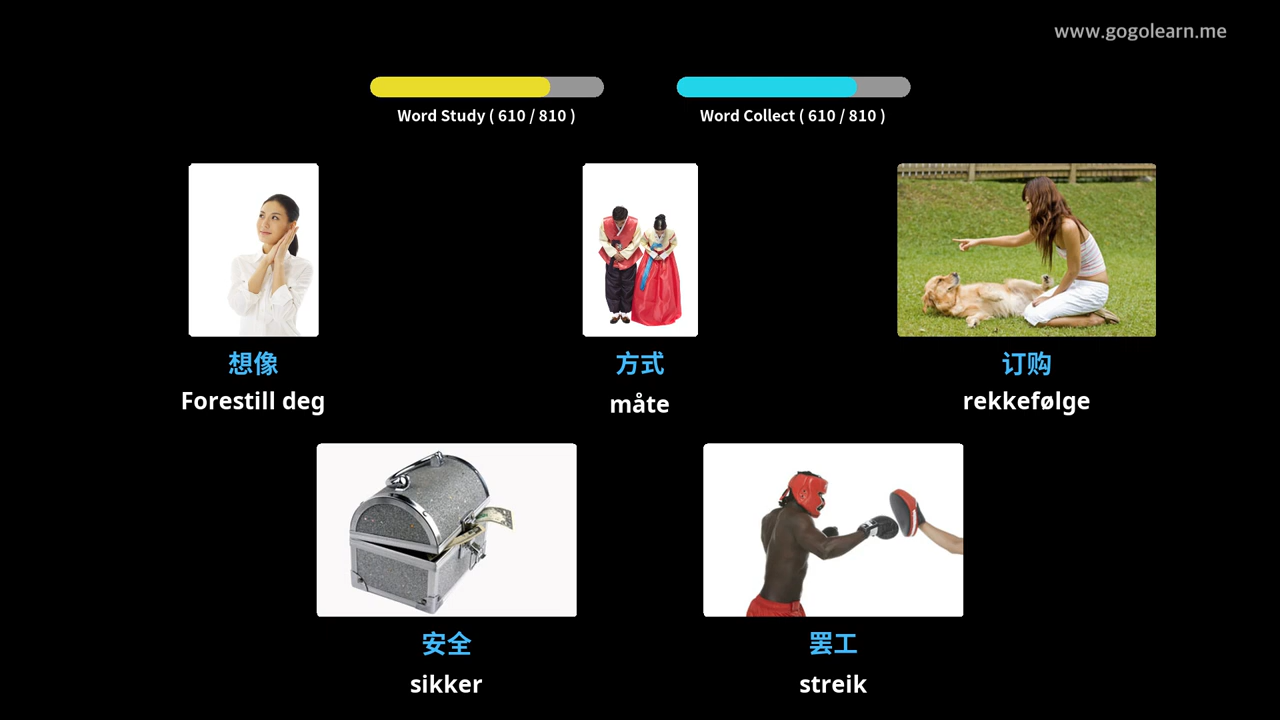 www.gogolearn.me
Word Study ( 610 / 810 )
Word Collect ( 610 / 810 )
想像
Forestill deg
方式
måte
订购
rekkefølge
安全
sikker
罢工
streik